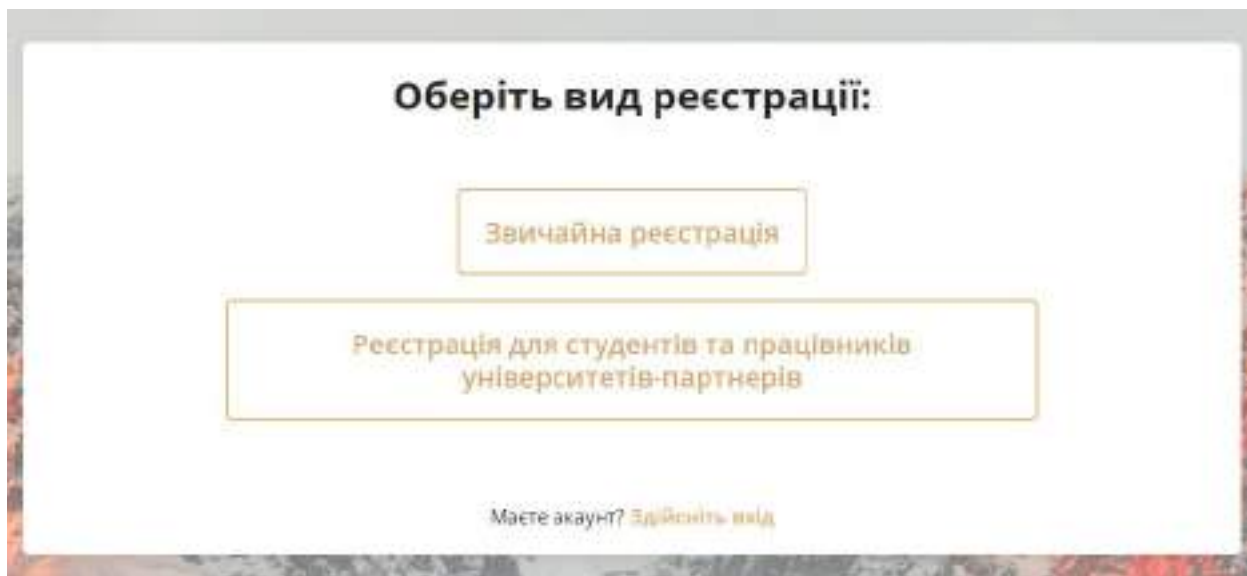 Оберіть вид реєстрації:
Звичайна реєстрація
Реєстрація для студентів та працівників
університетів-партнерів
Маєте акаунт? Здійсніть вхід